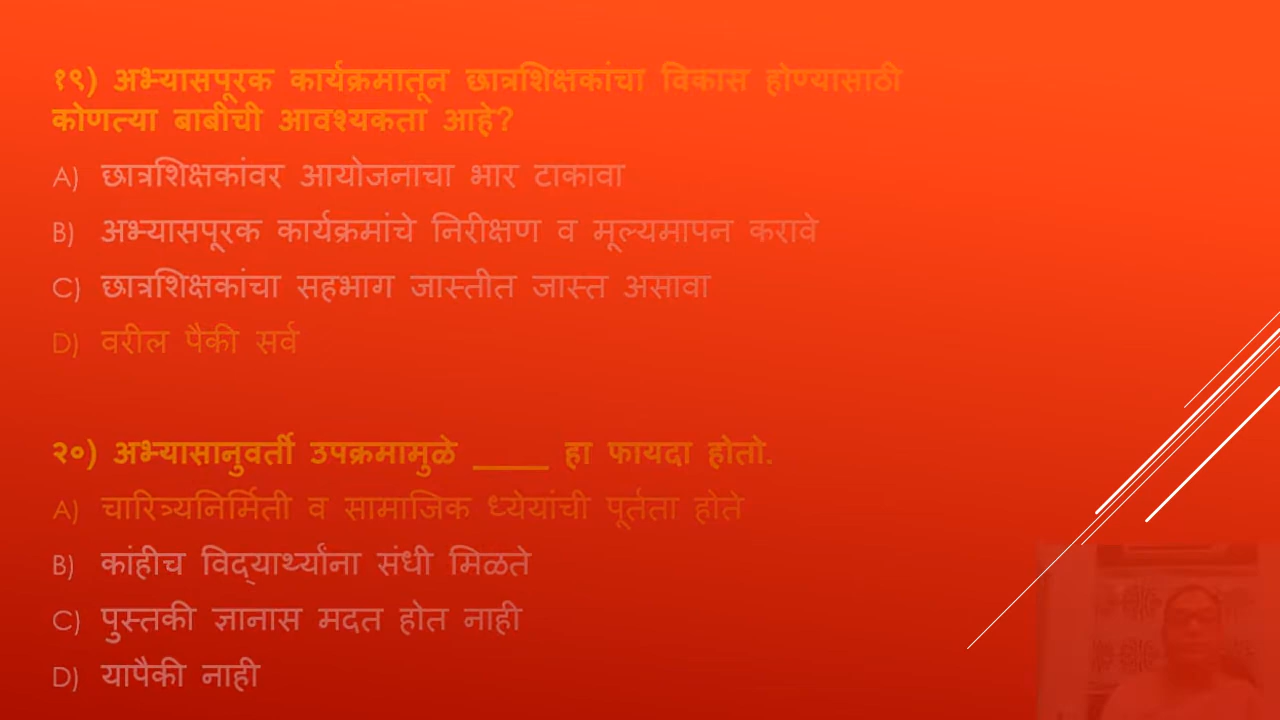 १९) अभ्यासपूरक कार्यक्रमातून छात्रशिक्षकांचा विकास होण्यासाठी
कोणत्या बाबीची आवश्यकता आहे?
A) छात्रशिक्षकांवर आयोजनाचा भार टाकावा
B) अभ्यासपूरक कार्यक्रमांचे निरीक्षण व मूल्यमापन करावे
C) छात्रशिक्षकांचा सहभाग जास्तीत जास्त असावा
D) वरील पैकी सर्व
२०) अभ्यासानुवर्ती उपक्रमामुळे _____ हा फायदा होतो.
A) चारित्र्यनिर्मिती व सामाजिक ध्येयांची पूर्तता होते
B) कांहीच विद्यार्थ्यांना संधी मिळते
C) पुस्तकी ज्ञानास मदत होत नाही
D) यापैकी नाही